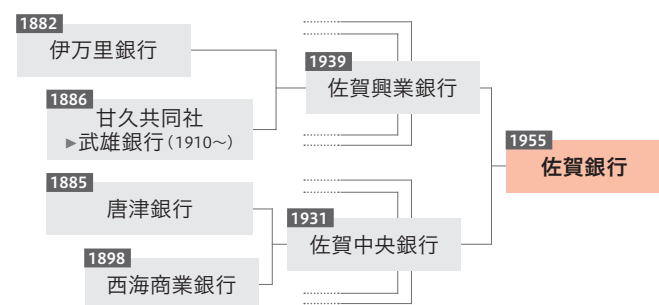 1882
伊万里銀行
1886
甘久共同社
▶武雄銀行（1910〜）
1939
佐賀興業銀行
1885
唐津銀行
1898
西海商業銀行
1931
佐賀中央銀行
1955
佐賀銀行